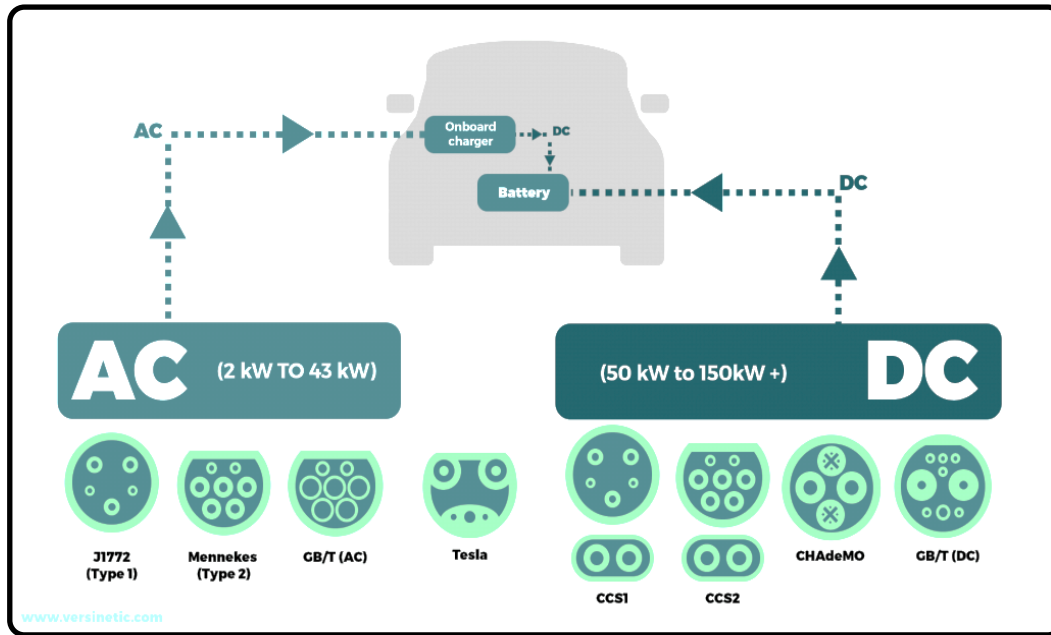 AC
Onboard
charger
DC
Battery
DC
AC (2 kW TO 43 kW)
(50 kW to 150kW +) DC
J1772
(Type 1)
Mennekes
(Type 2)
GB/T (AC)
Tesla
CCS1
CCS2
CHAdeMO
GB/T (DC)
www.versinetic.com